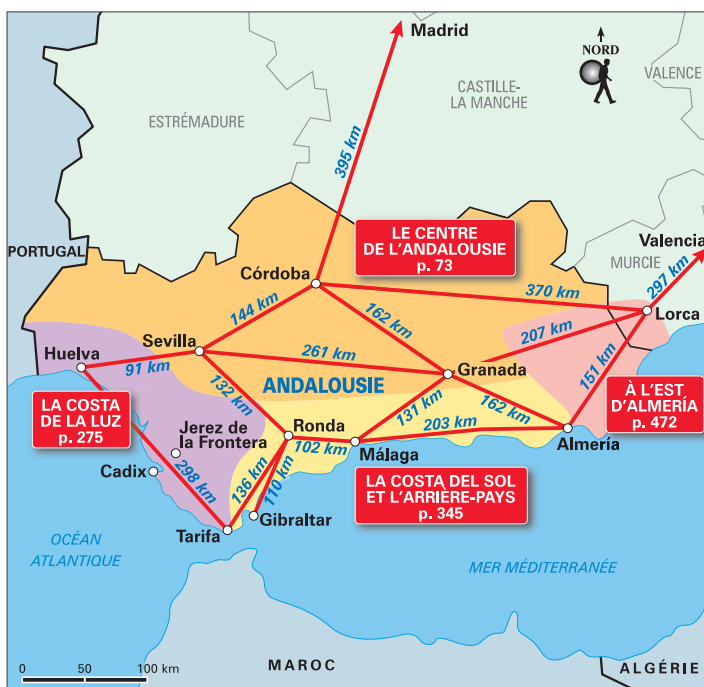 Madrid
NORD
VALENCE
CASTILLE-
LA MANCHE
ESTRÉMADURE
395 km
LE CENTRE
DE L'ANDALOUSIE
p. 73
PORTUGAL
Valencia
MURCIE
297 km
Córdoba
370 km
Lorca
144 km
162 km
207 km
Sevilla
Huelva
91 km
261 km
Granada
151 km
ANDALOUSIE
132 km
131 km
162 km
À L'EST
D'ALMERÍA
p. 472
LA COSTA
DE LA LUZ
p. 275
Jerez de
la Frontera
Ronda
102 km
203 km
Málaga
Almería
Cadix
298 km
136 km
110 km
LA COSTA DEL SOL
ET L'ARRIÈRE-PAYS
p. 345
Gibraltar
Tarifa
OCÉAN
ATLANTIQUE
MER MÉDITERRANÉE
0 50 100 km
MAROC
ALGÉRIE